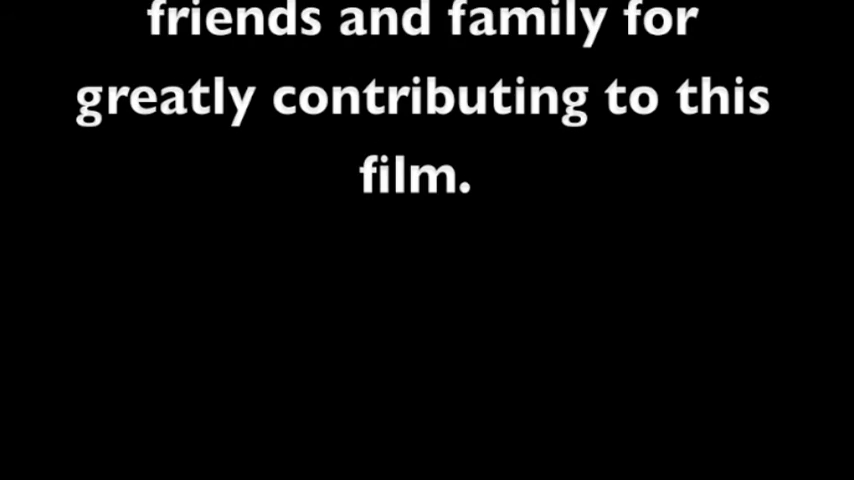 friends and family for
greatly contributing to this
film.